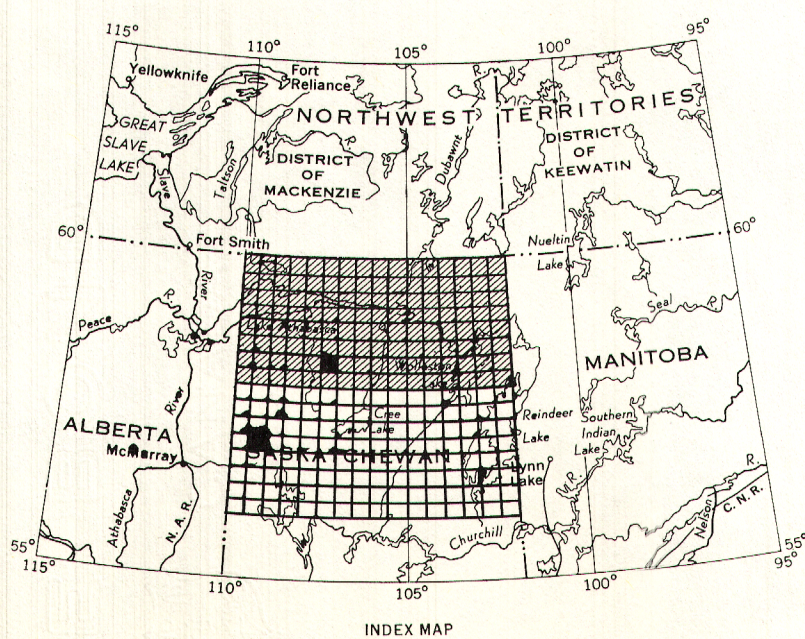 115°
110°
105°
100°
95°
Yellowknife
Fort
Reliance
NORTHWEST TERRITORIES
GREAT
SLAVE
LAKE
Slave
River
Taltson
R.
DISTRICT
OF
MACKENZIE
Dubawnt
R.
DISTRICT
OF
KEEWATIN
60°
Fort Smith
Nueltin
Lake
60°
Peace
R.
Lake Athabasca
Wollaston
Lake
Seal R.
MANITOBA
River
Cree
Lake
Reindeer
Lake
Southern
Indian
Lake
ALBERTA
McMurray
SASKATCHEWAN
Lynn
Lake
Athabasca
N. A. R.
Churchill
R.
Nelson
R.
C. N. R.
55°
115°
110°
105°
100°
55°
95°
INDEX MAP